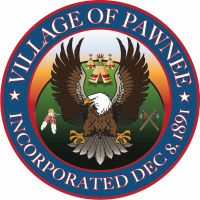 VILLAGE OF PAWNEE
INCORPORATED DEC 8, 1891